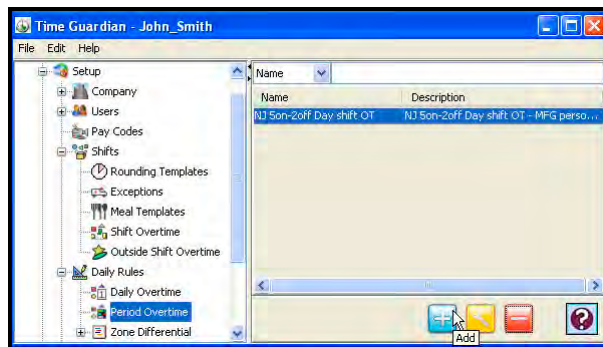 Time Guardian - John_Smith
File Edit Help
Setup
Company
Users
Pay Codes
Shifts
Rounding Templates
Exceptions
Meal Templates
Shift Overtime
Outside Shift Overtime
Daily Rules
Daily Overtime
Period Overtime
Zone Differential
Name
Name Description
NJ 5on-2off Day shift OT NJ 5on-2off Day shift OT - MFG perso...
Add